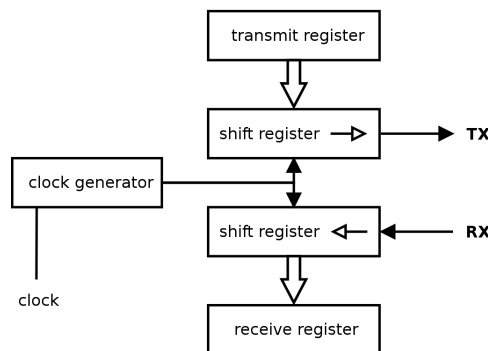 transmit register
shift register
TX
clock generator
shift register
RX
clock
receive register